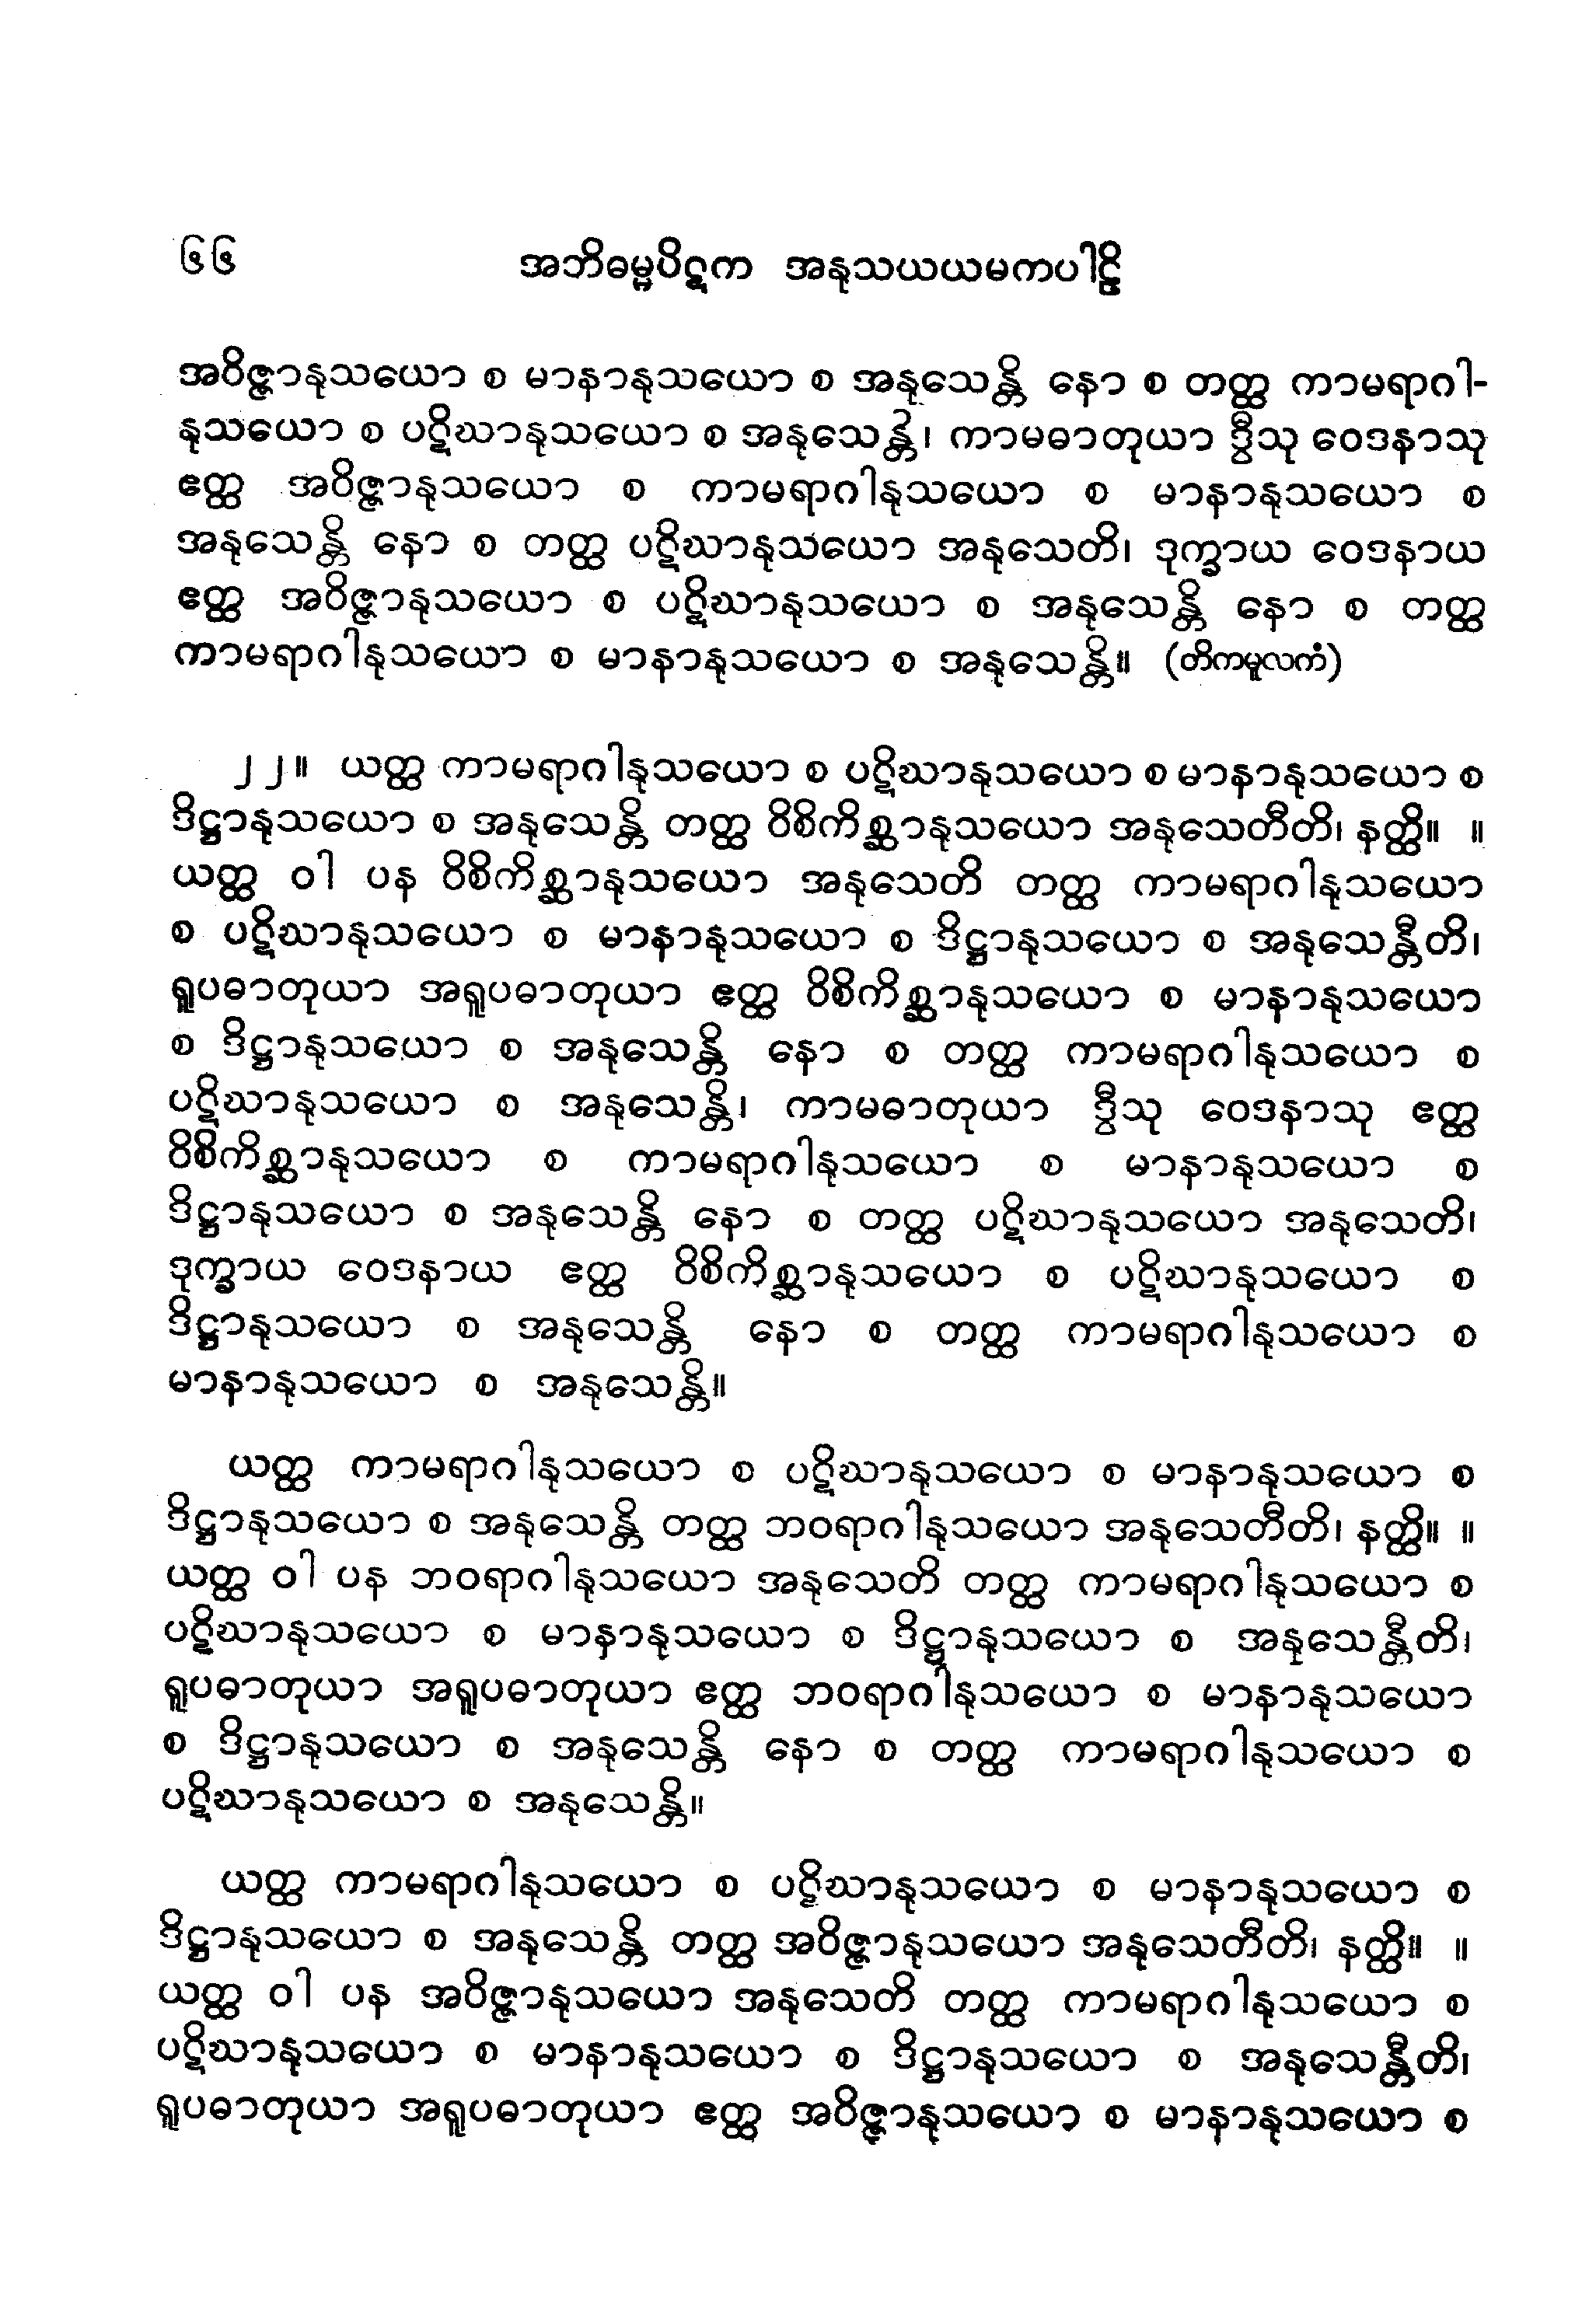 ၆၆ အဘိဓမ္မပိဋက အနုသယယမကပါဠိ
အဝိဇ္ဇာနုသယော စ မာနာနုသယော စ အနုသေန္တိ နော စ တတ္ထ ကာမရာဂါ-
နုသယော စ ပဋိဃာနုသယော စ အနုသေန္တိ၊ ကာမဓာတုယာ ဒွီသု ဝေဒနာသု
ဧတ္ထ အဝိဇ္ဇာနုသယော စ ကာမရာဂါနုသယော စ မာနာနုသယော စ
အနုသေန္တိ နော စ တတ္ထ ပဋိဃာနုသယော အနုသေတိ၊ ဒုက္ခာယ ဝေဒနာယ
ဧတ္ထ အဝိဇ္ဇာနုသယော စ ပဋိဃာနုသယော စ အနုသေန္တိ နော စ တတ္ထ
ကာမရာဂါနုသယော စ မာနာနုသယော စ အနုသေန္တိ။ (တိကမူလကံ)
၂၂။ ယတ္ထ ကာမရာဂါနုသယော စ ပဋိဃာနုသယော စ မာနာနုသယော စ
ဒိဋ္ဌာနုသယော စ အနုသေန္တိ တတ္ထ ဝိစိကိစ္ဆာနုသယော အနုသေတီတိ၊ နတ္ထိ။ ။
ယတ္ထ ဝါ ပန ဝိစိကိစ္ဆာနုသယော အနုသေတိ တတ္ထ ကာမရာဂါနုသယော
စ ပဋိဃာနုသယော စ မာနာနုသယော စ ဒိဋ္ဌာနုသယော စ အနုသေန္တီတိ၊
ရူပဓာတုယာ အရူပဓာတုယာ ဧတ္ထ ဝိစိကိစ္ဆာနုသယော စ မာနာနုသယော
စ ဒိဋ္ဌာနုသယော စ အနုသေန္တိ နော စ တတ္ထ ကာမရာဂါနုသယော စ
ပဋိဃာနုသယော စ အနုသေန္တိ၊ ကာမဓာတုယာ ဒွီသု ဝေဒနာသု ဧတ္ထ
ဝိစိကိစ္ဆာနုသယော စ ကာမရာဂါနုသယော စ မာနာနုသယော စ
ဒိဋ္ဌာနုသယော စ အနုသေန္တိ နော စ တတ္ထ ပဋိဃာနုသယော အနုသေတိ၊
ဒုက္ခာယ ဝေဒနာယ ဧတ္ထ ဝိစိကိစ္ဆာနုသယော စ ပဋိဃာနုသယော စ
ဒိဋ္ဌာနုသယော စ အနုသေန္တိ နော စ တတ္ထ ကာမရာဂါနုသယော စ
မာနာနုသယော စ အနုသေန္တိ။
ယတ္ထ ကာမရာဂါနုသယော စ ပဋိဃာနုသယော စ မာနာနုသယော စ
ဒိဋ္ဌာနုသယော စ အနုသေန္တိ တတ္ထ ဘဝရာဂါနုသယော အနုသေတီတိ၊ နတ္ထိ။ ။
ယတ္ထ ဝါ ပန ဘဝရာဂါနုသယော အနုသေတိ တတ္ထ ကာမရာဂါနုသယော စ
ပဋိဃာနုသယော စ မာနာနုသယော စ ဒိဋ္ဌာနုသယော စ အနုသေန္တီတိ၊
ရူပဓာတုယာ အရူပဓာတုယာ ဧတ္ထ ဘဝရာဂါနုသယော စ မာနာနုသယော
စ ဒိဋ္ဌာနုသယော စ အနုသေန္တိ နော စ တတ္ထ ကာမရာဂါနုသယော စ
ပဋိဃာနုသယော စ အနုသေန္တိ။
ယတ္ထ ကာမရာဂါနုသယော စ ပဋိဃာနုသယော စ မာနာနုသယော စ
ဒိဋ္ဌာနုသယော စ အနုသေန္တိ တတ္ထ အဝိဇ္ဇာနုသယော အနုသေတီတိ၊ နတ္ထိ။ ။
ယတ္ထ ဝါ ပန အဝိဇ္ဇာနုသယော အနုသေတိ တတ္ထ ကာမရာဂါနုသယော စ
ပဋိဃာနုသယော စ မာနာနုသယော စ ဒိဋ္ဌာနုသယော စ အနုသေန္တီတိ၊
ရူပဓာတုယာ အရူပဓာတုယာ ဧတ္ထ အဝိဇ္ဇာနုသယော စ မာနာနုသယော စ